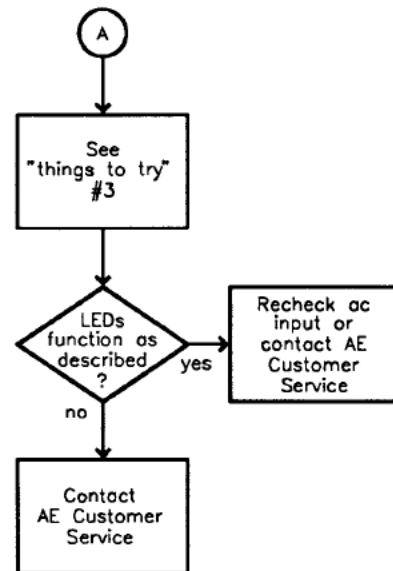 A
See
"things to try"
#3
LEDs
function as
described
?
yes
no
Recheck ac
input or
contact AE
Customer
Service
Contact
AE Customer
Service